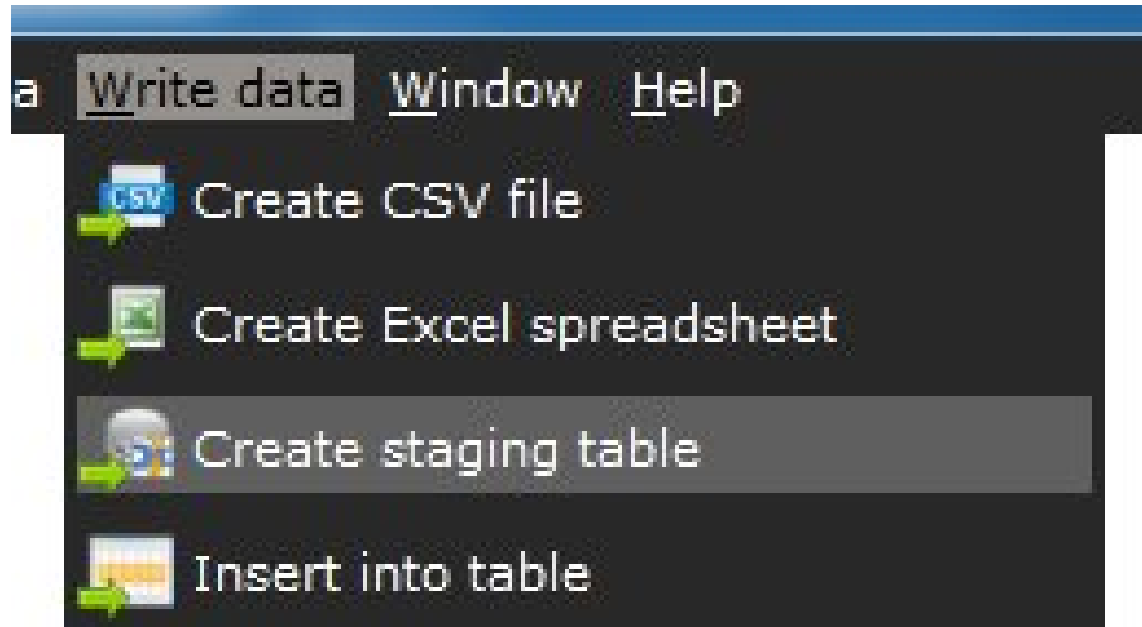 a Write data Window Help
CSV Create CSV file
Create Excel spreadsheet
Create staging table
Insert into table